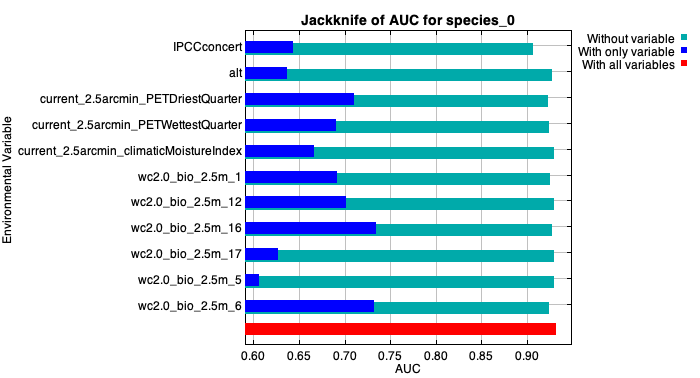 Jackknife of AUC for species_0
Without variable
With only variable
With all variables
Environmental Variable
IPCCconcert
alt
current_2.5arcmin_PETDriestQuarter
current_2.5arcmin_PETWettestQuarter
current_2.5arcmin_climaticMoistureIndex
wc2.0_bio_2.5m_1
wc2.0_bio_2.5m_12
wc2.0_bio_2.5m_16
wc2.0_bio_2.5m_17
wc2.0_bio_2.5m_5
wc2.0_bio_2.5m_6
0.60 0.65 0.70 0.75 0.80 0.85 0.90
AUC